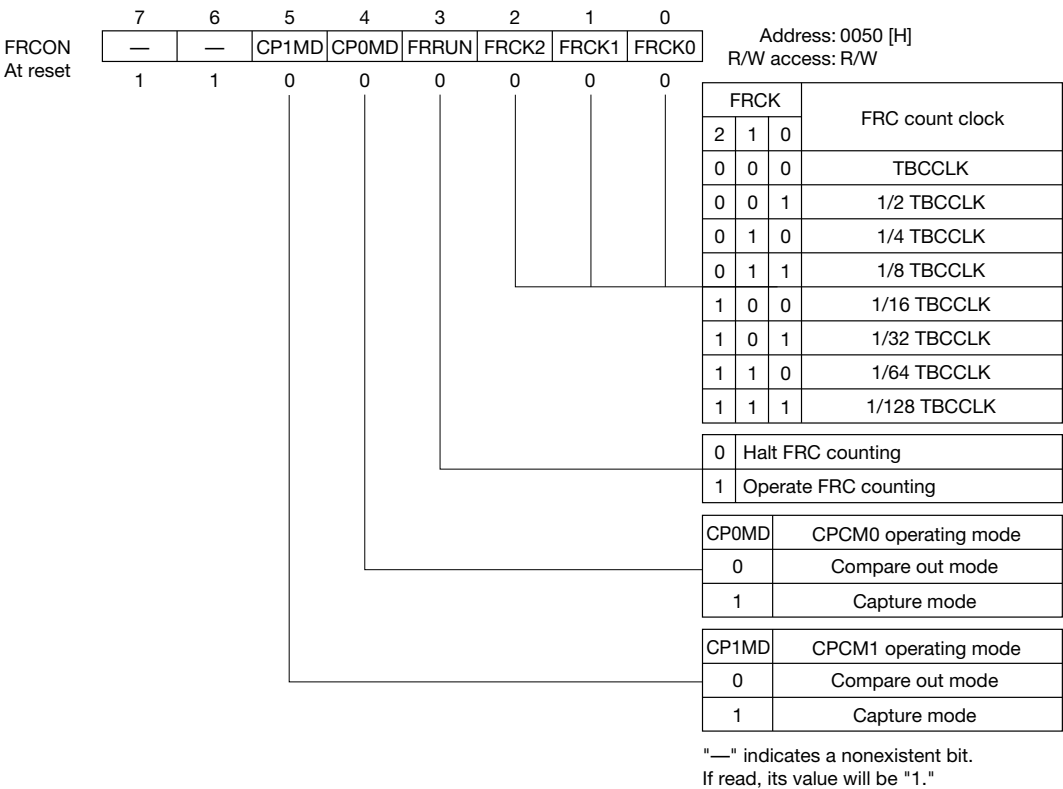 7 6 5 4 3 2 1 0
FRCON — — CP1MD CP0MD FRRUN FRCK2 FRCK1 FRCK0
At reset 1 1 0 0 0 0 0 0
Address: 0050 [H]
R/W access: R/W
FRCK FRC count clock
2 1 0
0 0 0 TBCCLK
0 0 1 1/2 TBCCLK
0 1 0 1/4 TBCCLK
0 1 1 1/8 TBCCLK
1 0 0 1/16 TBCCLK
1 0 1 1/32 TBCCLK
1 1 0 1/64 TBCCLK
1 1 1 1/128 TBCCLK
0 Halt FRC counting
1 Operate FRC counting
CP0MD CPCM0 operating mode
0 Compare out mode
1 Capture mode
CP1MD CPCM1 operating mode
0 Compare out mode
1 Capture mode
"—" indicates a nonexistent bit.
If read, its value will be "1."